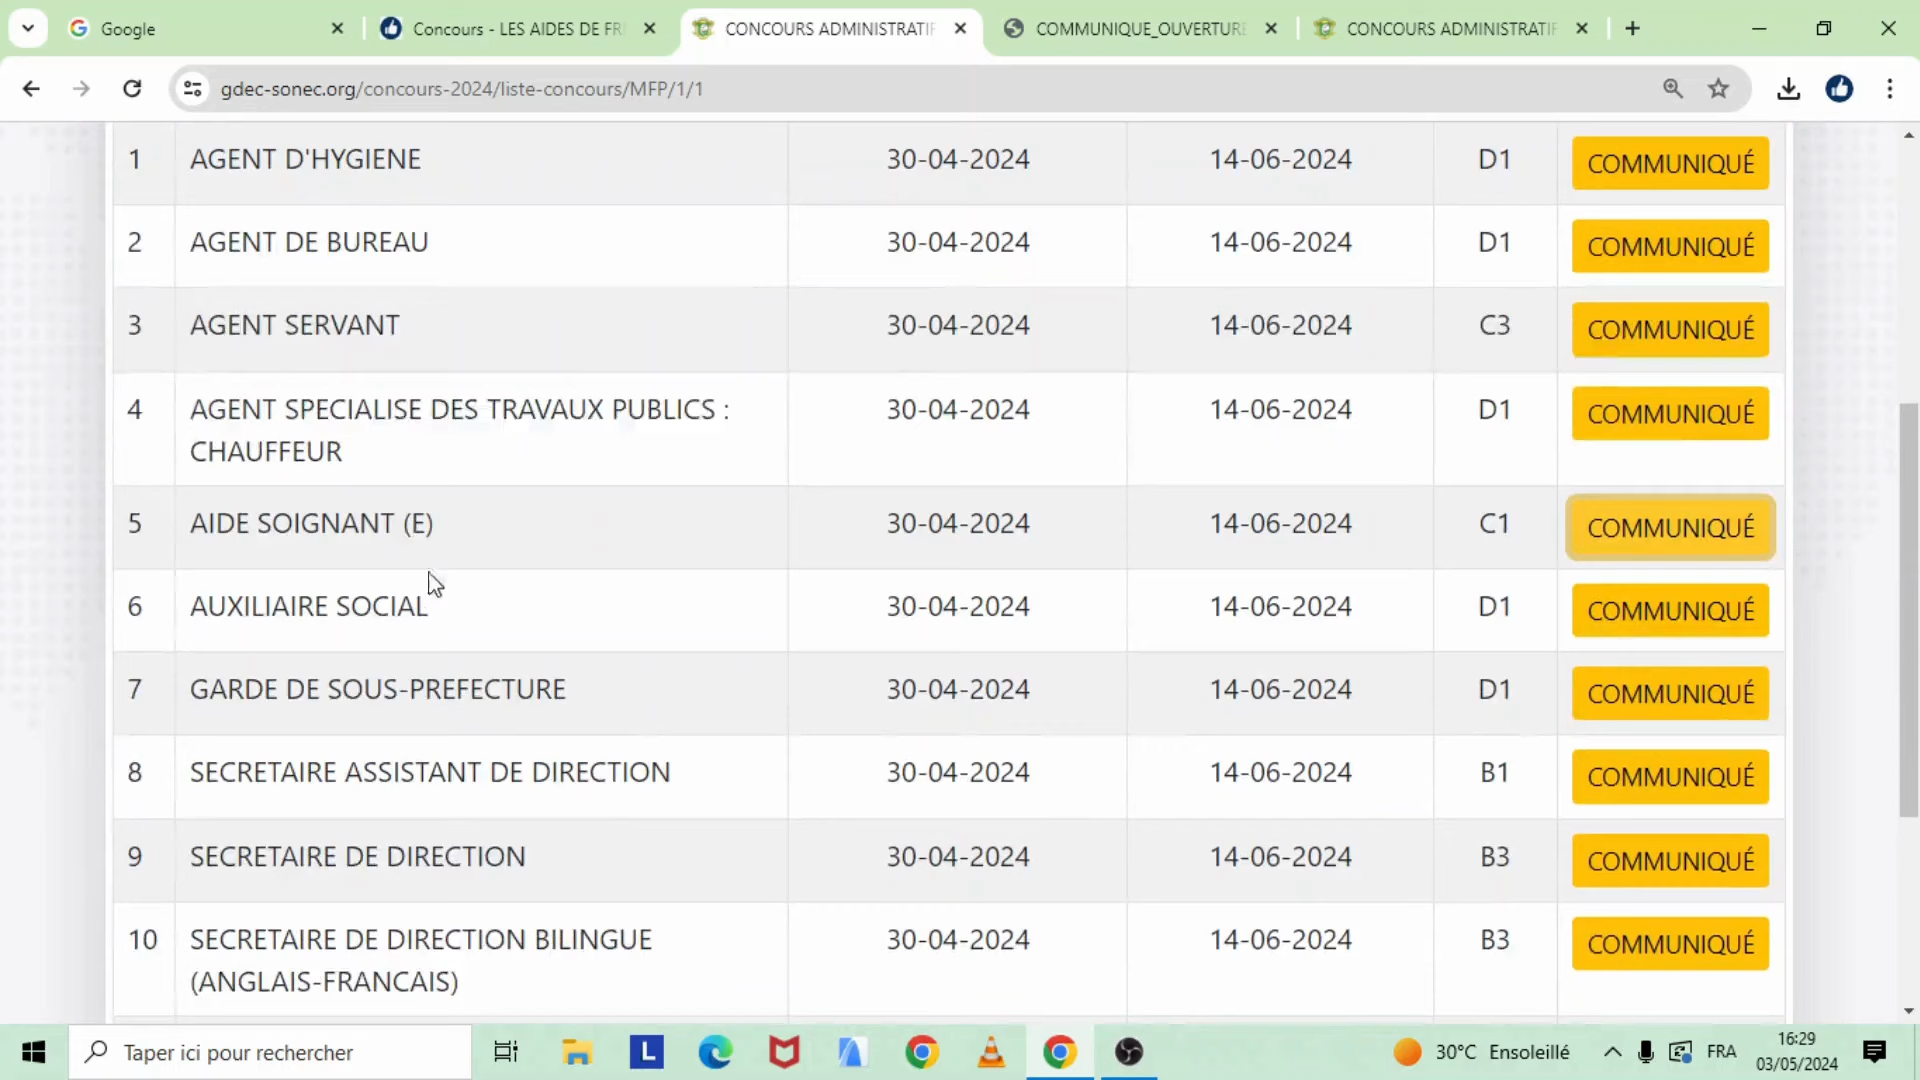 Google
Concours - LES AIDES DE FR
CONCOURS ADMINISTRATIF
COMMUNIQUE_OUVERTURE
CONCOURS ADMINISTRATIF
gdec-sonec.org/concours-2024/liste-concours/MFP/1/1
1 AGENT D'HYGIENE 30-04-2024 14-06-2024 D1 COMMUNIQUÉ
2 AGENT DE BUREAU 30-04-2024 14-06-2024 D1 COMMUNIQUÉ
3 AGENT SERVANT 30-04-2024 14-06-2024 C3 COMMUNIQUÉ
4 AGENT SPECIALISE DES TRAVAUX PUBLICS : 30-04-2024 14-06-2024 D1 COMMUNIQUÉ
CHAUFFEUR
5 AIDE SOIGNANT (E) 30-04-2024 14-06-2024 C1 COMMUNIQUÉ
6 AUXILIAIRE SOCIAL 30-04-2024 14-06-2024 D1 COMMUNIQUÉ
7 GARDE DE SOUS-PREFECTURE 30-04-2024 14-06-2024 D1 COMMUNIQUÉ
8 SECRETAIRE ASSISTANT DE DIRECTION 30-04-2024 14-06-2024 B1 COMMUNIQUÉ
9 SECRETAIRE DE DIRECTION 30-04-2024 14-06-2024 B3 COMMUNIQUÉ
10 SECRETAIRE DE DIRECTION BILINGUE 30-04-2024 14-06-2024 B3 COMMUNIQUÉ
(ANGLAIS-FRANCAIS)
Taper ici pour rechercher
L
30°C Ensoleillé
FRA
16:29
03/05/2024